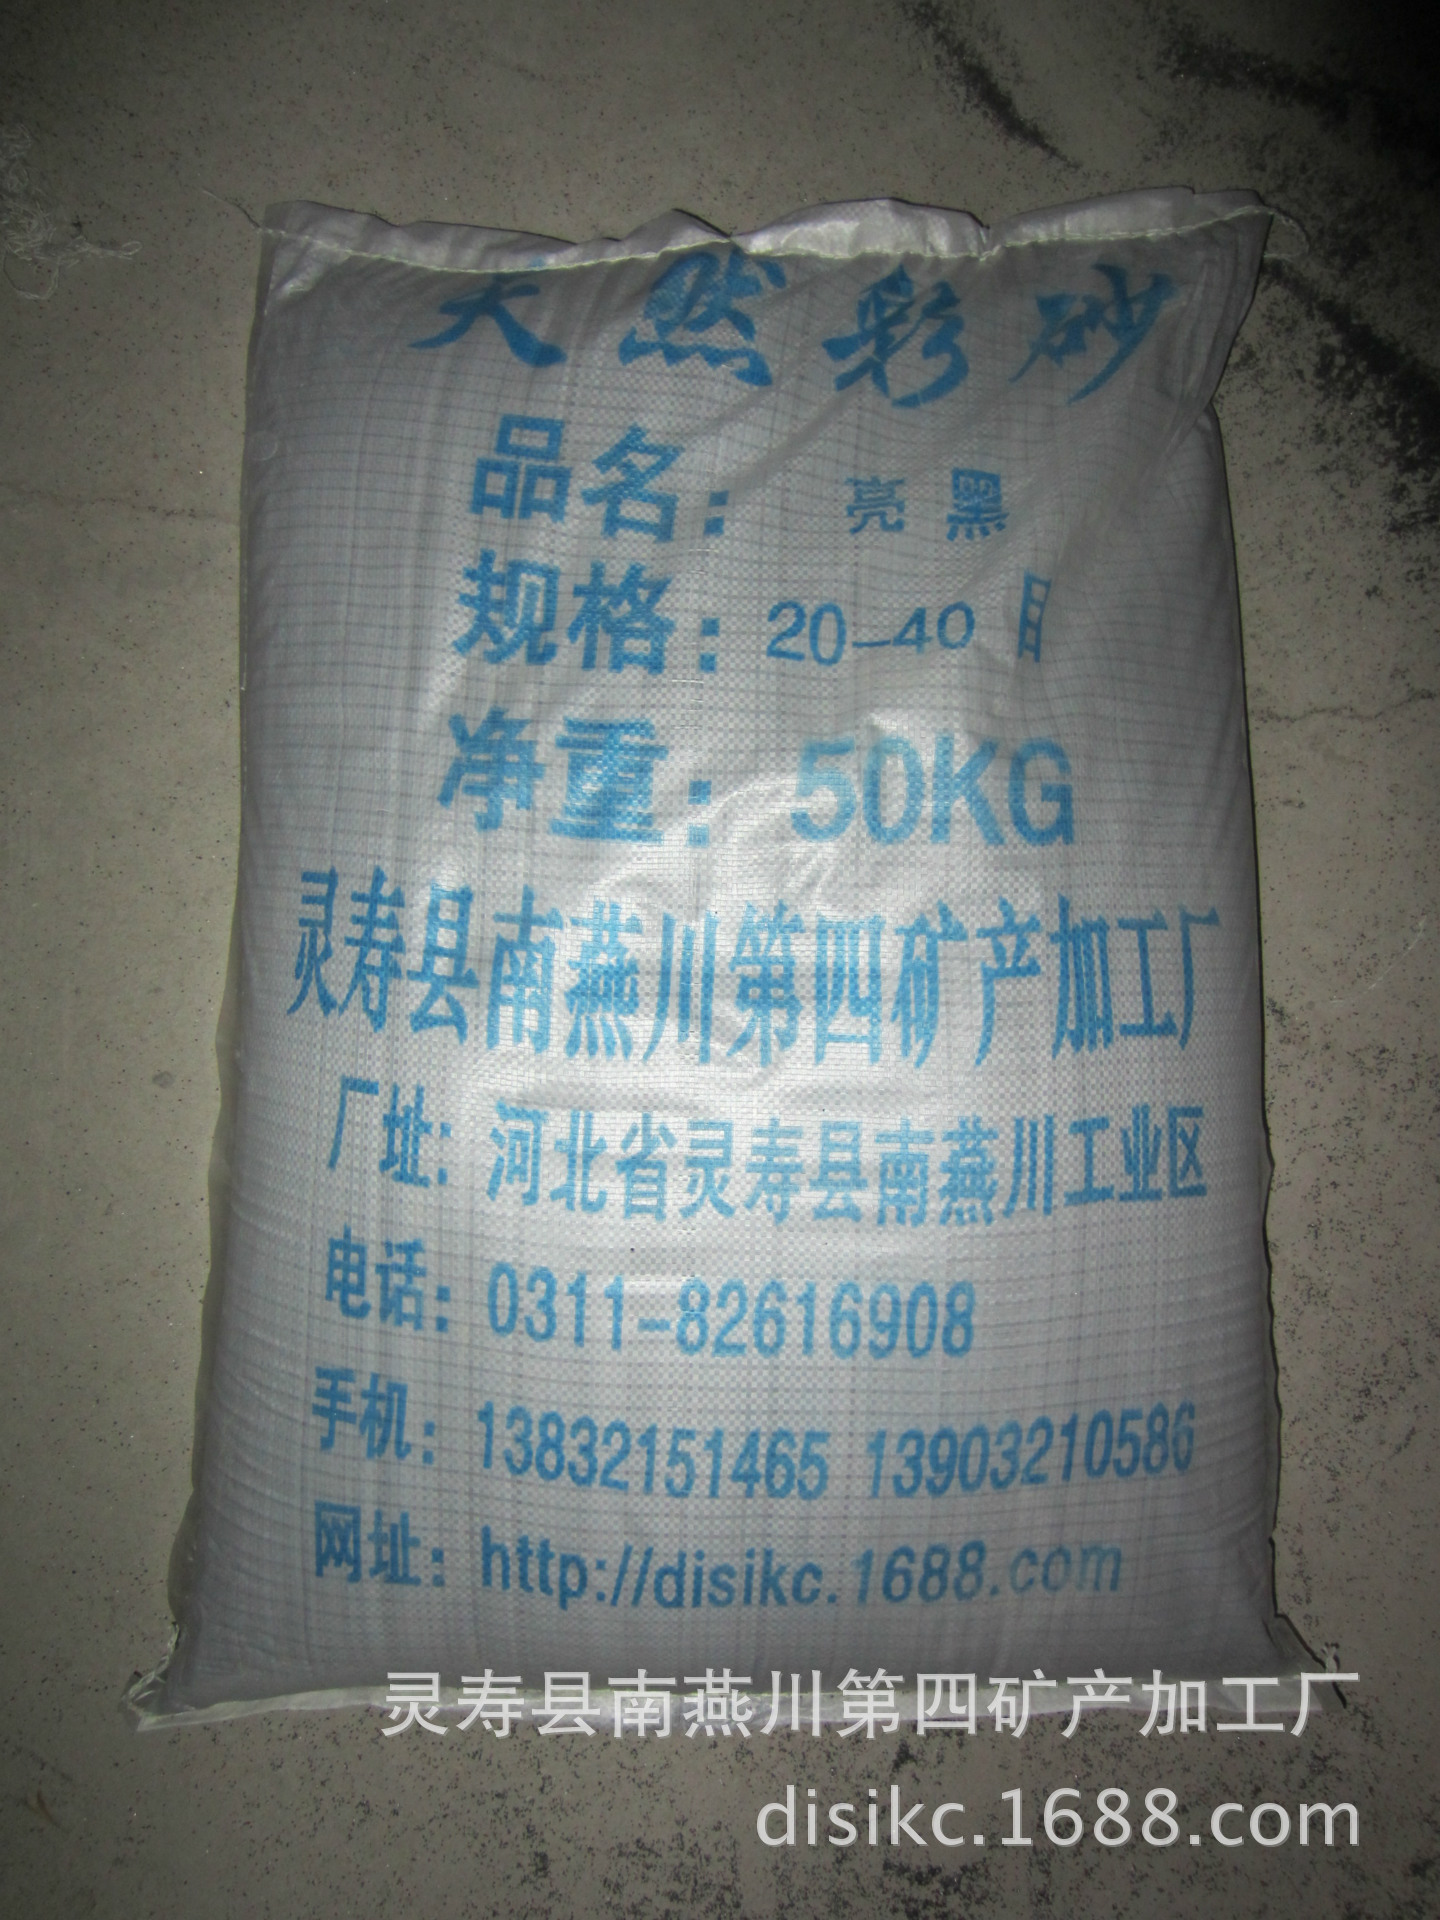 天然彩砂
品名：亮黑
规格：20-40目
净重：50KG
灵寿县南燕川第四矿产加工厂
厂址：河北省灵寿县南燕川工业区
电话：0311-82616908
手机：13832151465 13903210586
网址：http://disikc.1688.com
灵寿县南燕川第四矿产加工厂
disikc.1688.com